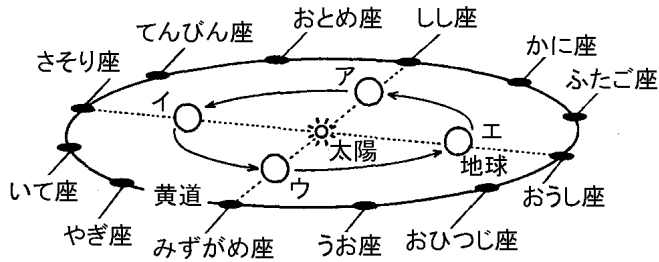 おとめ座
しし座
てんびん座
かに座
さそり座
ア
ふたご座
イ
エ
太陽
地球
ウ
いて座
黄道
おうし座
やぎ座
みずがめ座
うお座
おひつじ座